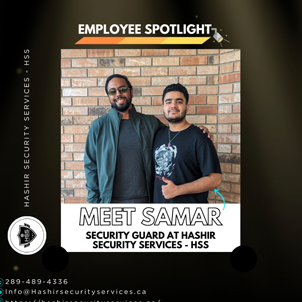 EMPLOYEE SPOTLIGHT
HASHIR SECURITY SERVICES - HSS
MEET SAMAR
SECURITY GUARD AT HASHIR
SECURITY SERVICES - HSS
289-489-4336
Info@Hashirsecurityservices.ca